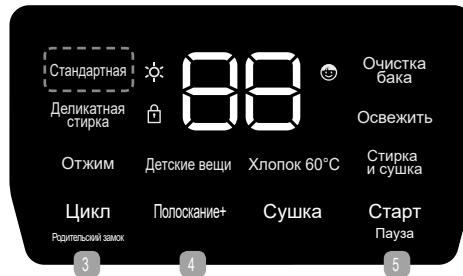 Стандартная
88
Очистка
бака
Деликатная
стирка
Освежить
Отжим
Детские вещи
Хлопок 60°C
Стирка
и сушка
Цикл
Родительский замок
Полоскание+
Сушка
Старт
Пауза
3
4
5